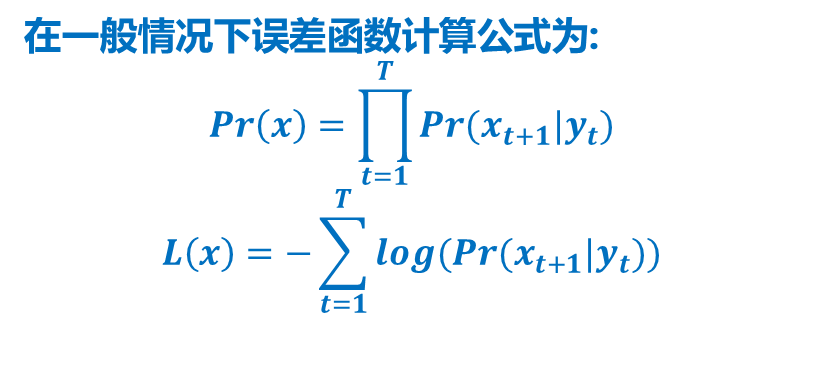 在一般情况下误差函数计算公式为:
Pr(x) = ∏_{t=1}^{T} Pr(x_{t+1}|y_t)
L(x) = − ∑_{t=1}^{T} log(Pr(x_{t+1}|y_t))